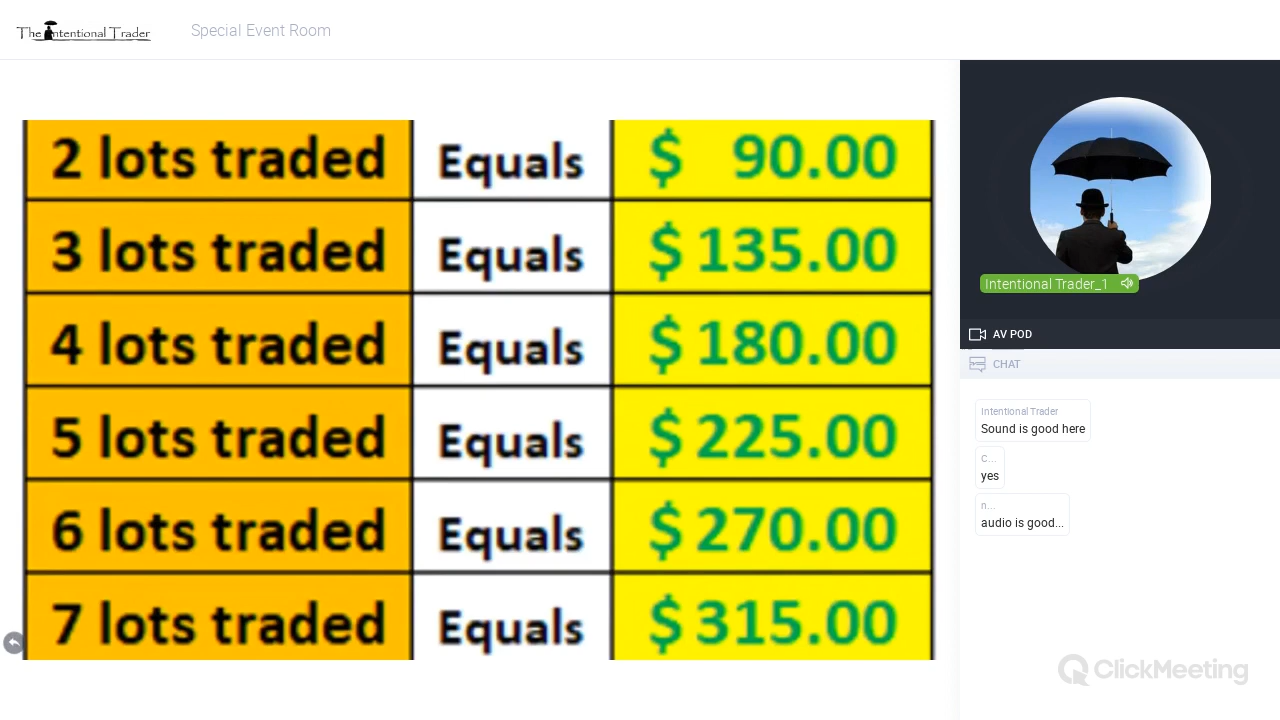 The Intentional Trader
Special Event Room
2 lots traded Equals $ 90.00
3 lots traded Equals $ 135.00
4 lots traded Equals $ 180.00
5 lots traded Equals $ 225.00
6 lots traded Equals $ 270.00
7 lots traded Equals $ 315.00
Intentional Trader_1
AV POD
CHAT
Intentional Trader
Sound is good here
C...
yes
n...
audio is good...
ClickMeeting